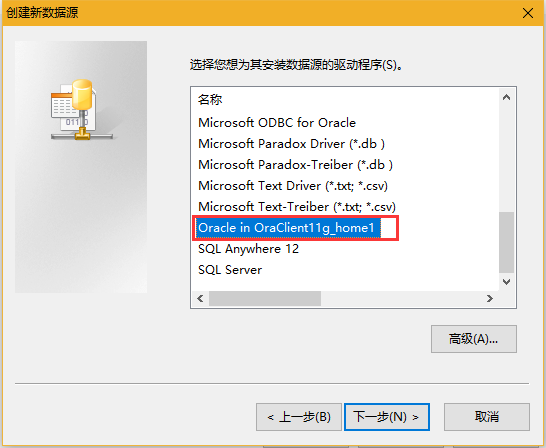 创建新数据源
选择您想为其安装数据源的驱动程序(S)。
名称
Microsoft ODBC for Oracle
Microsoft Paradox Driver (*.db )
Microsoft Paradox-Treiber (*.db )
Microsoft Text Driver (*.txt; *.csv)
Microsoft Text-Treiber (*.txt; *.csv)
Oracle in OraClient11g_home1
SQL Anywhere 12
SQL Server
高级(A)...
< 上一步(B)
下一步(N) >
取消